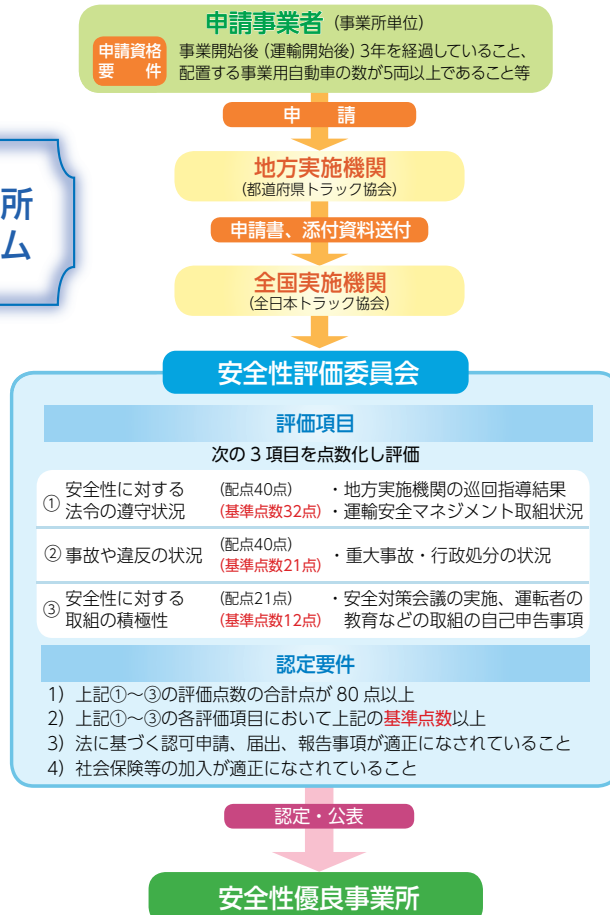 申請事業者 (事業所単位)
申請資格
要 件
事業開始後(運輸開始後)3年を経過していること、
配置する事業用自動車の数が5両以上であること等
申 請
所
ム
地方実施機関
(都道府県トラック協会)
申請書、添付資料送付
全国実施機関
(全日本トラック協会)
安全性評価委員会
評価項目
次の3項目を点数化し評価
① 安全性に対する
法令の遵守状況
(配点40点)
(基準点数32点)
・地方実施機関の巡回指導結果
・運輸安全マネジメント取組状況
② 事故や違反の状況
(配点40点)
(基準点数21点)
・重大事故・行政処分の状況
③ 安全性に対する
取組の積極性
(配点21点)
(基準点数12点)
・安全対策会議の実施、運転者の
教育などの取組の自己申告事項
認定要件
1) 上記①~③の評価点数の合計点が80点以上
2) 上記①~③の各評価項目において上記の基準点数以上
3) 法に基づく認可申請、届出、報告事項が適正になされていること
4) 社会保険等の加入が適正になされていること
認定・公表
安全性優良事業所